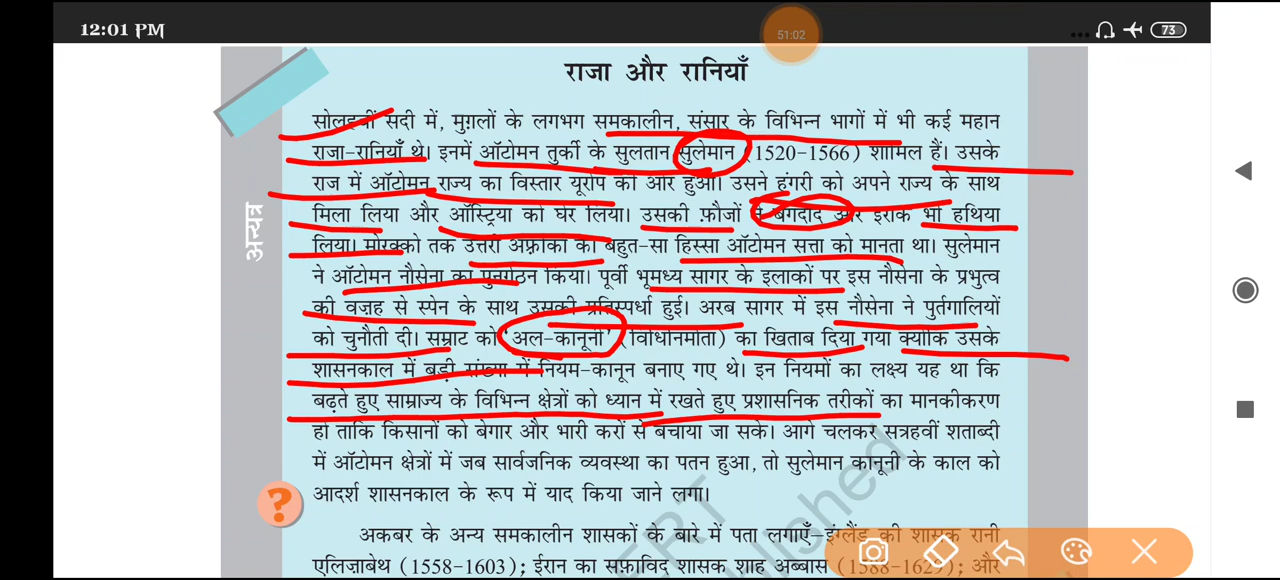 12:01 PM
51:02
73
राजा और रानियाँ
सोलहवीं सदी में, मुग़लों के लगभग समकालीन, संसार के विभिन्न भागों में भी कई महान
राजा-रानियाँ थे। इनमें ऑटोमन तुर्की के सुलतान सुलेमान (1520-1566) शामिल हैं। उसके
राज में ऑटोमन राज्य का विस्तार यूरोप की ओर हुआ। उसने हंगरी को अपने राज्य के साथ
मिला लिया और ऑस्ट्रिया को घेर लिया। उसकी फ़ौजों ने बगदाद और इराक भी हथिया
लिया। मोरक्को तक उत्तरी अफ़्रीका का बहुत-सा हिस्सा ऑटोमन सत्ता को मानता था। सुलेमान
ने ऑटोमन नौसेना का पुनर्गठन किया। पूर्वी भूमध्य सागर के इलाकों पर इस नौसेना के प्रभुत्व
की वज़ह से स्पेन के साथ उसकी प्रतिस्पर्धा हुई। अरब सागर में इस नौसेना ने पुर्तगालियों
को चुनौती दी। सम्राट को 'अल-कानूनी' (विधिनिर्माता) का खिताब दिया गया क्योंकि उसके
शासनकाल में बड़ी संख्या में नियम-कानून बनाए गए थे। इन नियमों का लक्ष्य यह था कि
बढ़ते हुए साम्राज्य के विभिन्न क्षेत्रों को ध्यान में रखते हुए प्रशासनिक तरीकों का मानकीकरण
हो ताकि किसानों को बेगार और भारी करों से बचाया जा सके। आगे चलकर सत्रहवीं शताब्दी
में ऑटोमन क्षेत्रों में जब सार्वजनिक व्यवस्था का पतन हुआ, तो सुलेमान कानूनी के काल को
आदर्श शासनकाल के रूप में याद किया जाने लगा।
अन्यत्र
?
अकबर के अन्य समकालीन शासकों के बारे में पता लगाएँ–इंग्लैंड की शासक रानी
एलिज़ाबेथ (1558-1603); ईरान का सफ़ाविद शासक शाह अब्बास (1588-1629); और